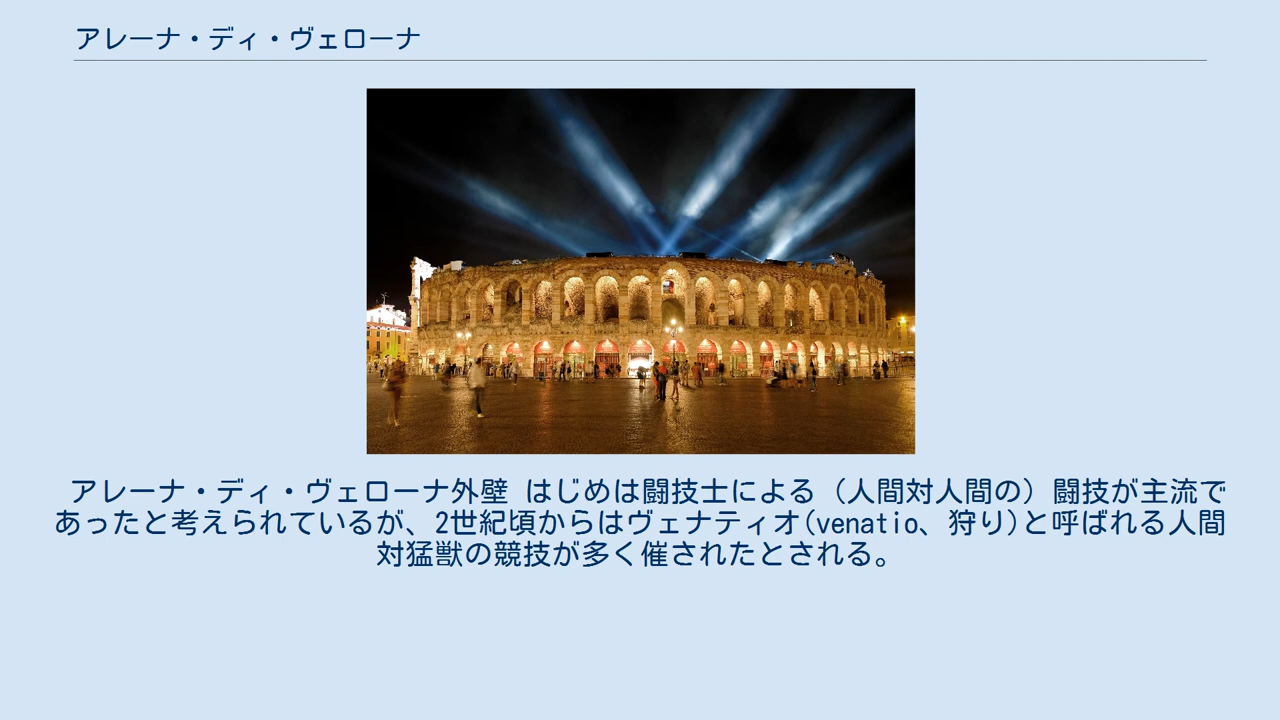 アレーナ・ディ・ヴェローナ
アレーナ・ディ・ヴェローナ外壁 はじめは闘技士による（人間対人間の）闘技が主流で
あったと考えられているが、2世紀頃からはヴェナティオ(venatio、狩り)と呼ばれる人間
対猛獣の競技が多く催されたとされる。